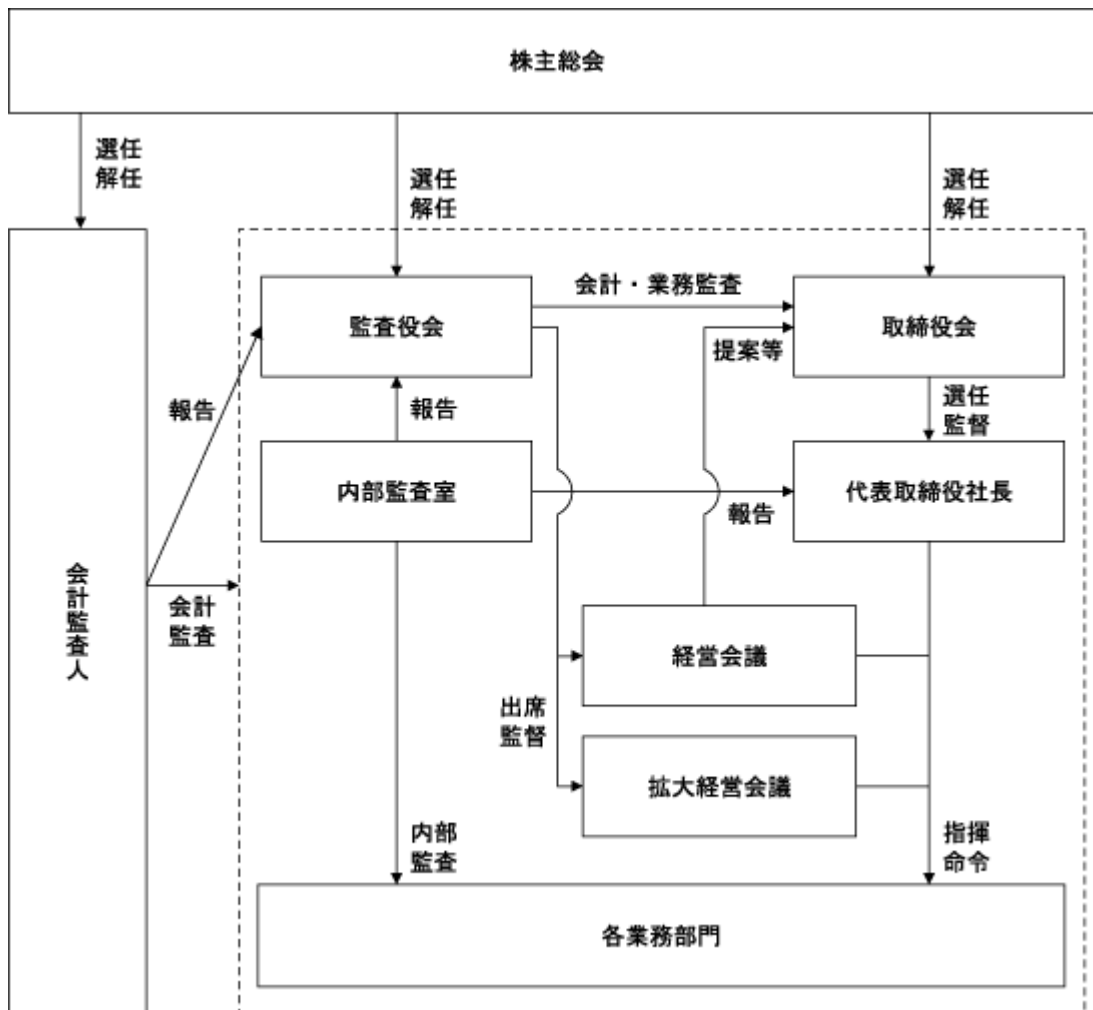 株主総会
選任
解任
選任
解任
選任
解任
会計・業務監査
監査役会
取締役会
提案等
報告
報告
選任
監督
内部監査室
代表取締役社長
報告
会計監査人
会計
監査
経営会議
出席
監督
拡大経営会議
内部
監査
指揮
命令
各業務部門